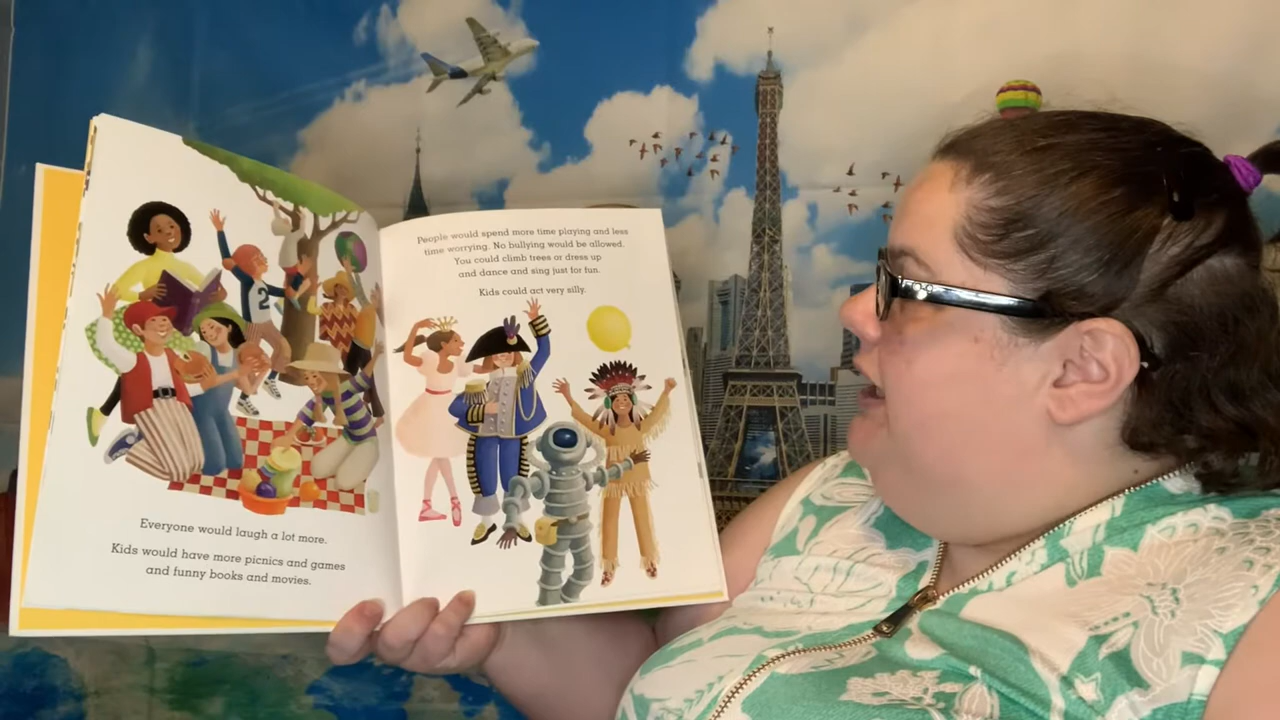 Everyone would laugh a lot more.
Kids would have more picnics and games
and funny books and movies.
People would spend more time playing and less
time worrying. No bullying would be allowed.
You could climb trees or dress up
and dance and sing just for fun.
Kids could act very silly.
2